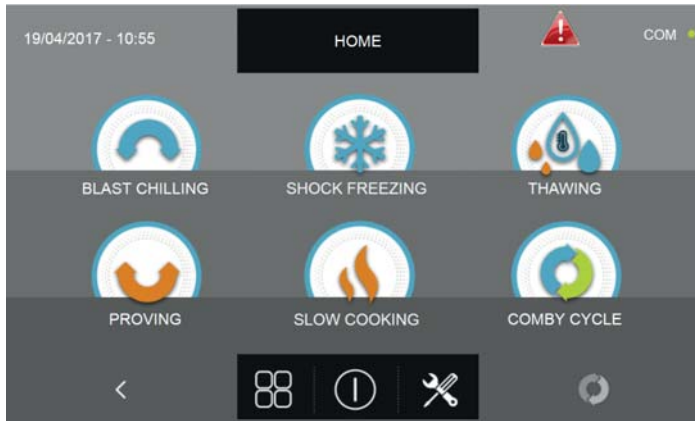 19/04/2017 - 10:55
HOME
COM
BLAST CHILLING
SHOCK FREEZING
THAWING
PROVING
SLOW COOKING
COMBY CYCLE